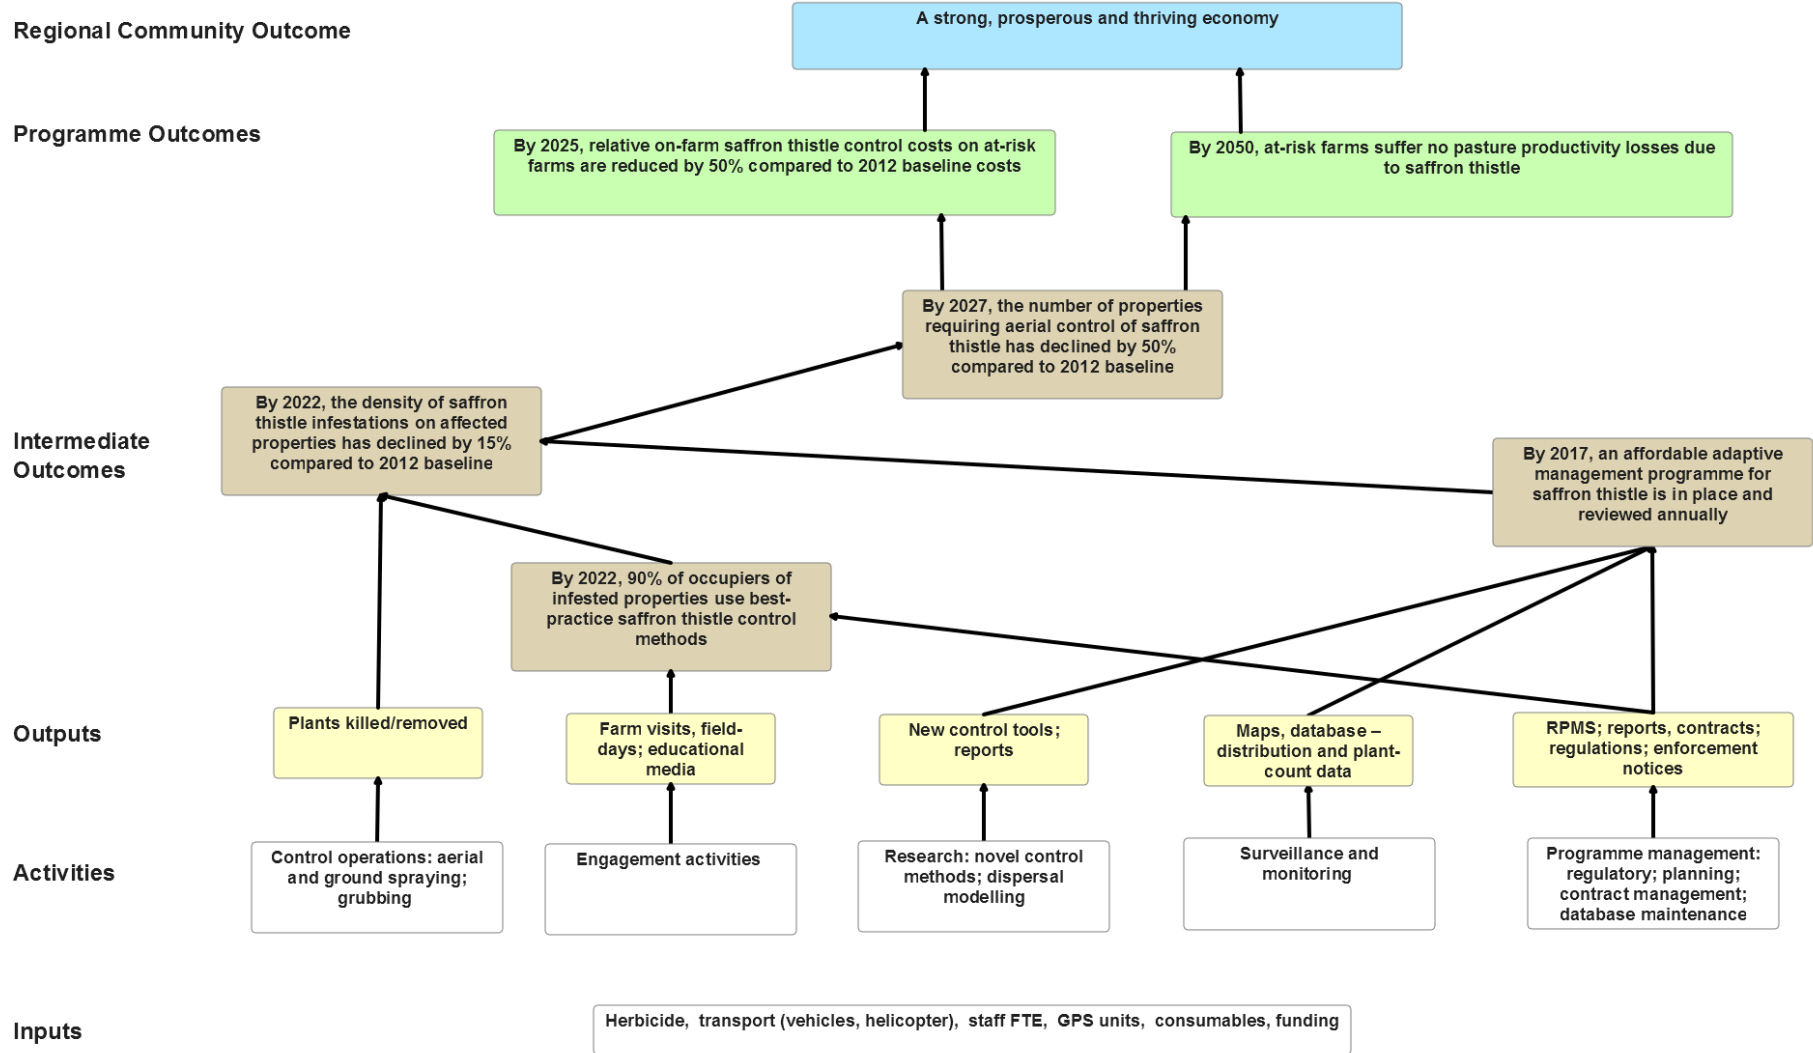 Regional Community Outcome
A strong, prosperous and thriving economy
Programme Outcomes
By 2025, relative on-farm saffron thistle control costs on at-risk
farms are reduced by 50% compared to 2012 baseline costs
By 2050, at-risk farms suffer no pasture productivity losses due
to saffron thistle
By 2027, the number of properties
requiring aerial control of saffron
thistle has declined by 50%
compared to 2012 baseline
Intermediate
Outcomes
By 2022, the density of saffron
thistle infestations on affected
properties has declined by 15%
compared to 2012 baseline
By 2017, an affordable adaptive
management programme for
saffron thistle is in place and
reviewed annually
By 2022, 90% of occupiers of
infested properties use best-
practice saffron thistle control
methods
Outputs
Plants killed/removed
Farm visits, field-
days; educational
media
New control tools;
reports
Maps, database –
distribution and plant-
count data
RPMS; reports, contracts;
regulations; enforcement
notices
Activities
Control operations: aerial
and ground spraying;
grubbing
Engagement activities
Research: novel control
methods; dispersal
modelling
Surveillance and
monitoring
Programme management:
regulatory; planning;
contract management;
database maintenance
Inputs
Herbicide, transport (vehicles, helicopter), staff FTE, GPS units, consumables, funding